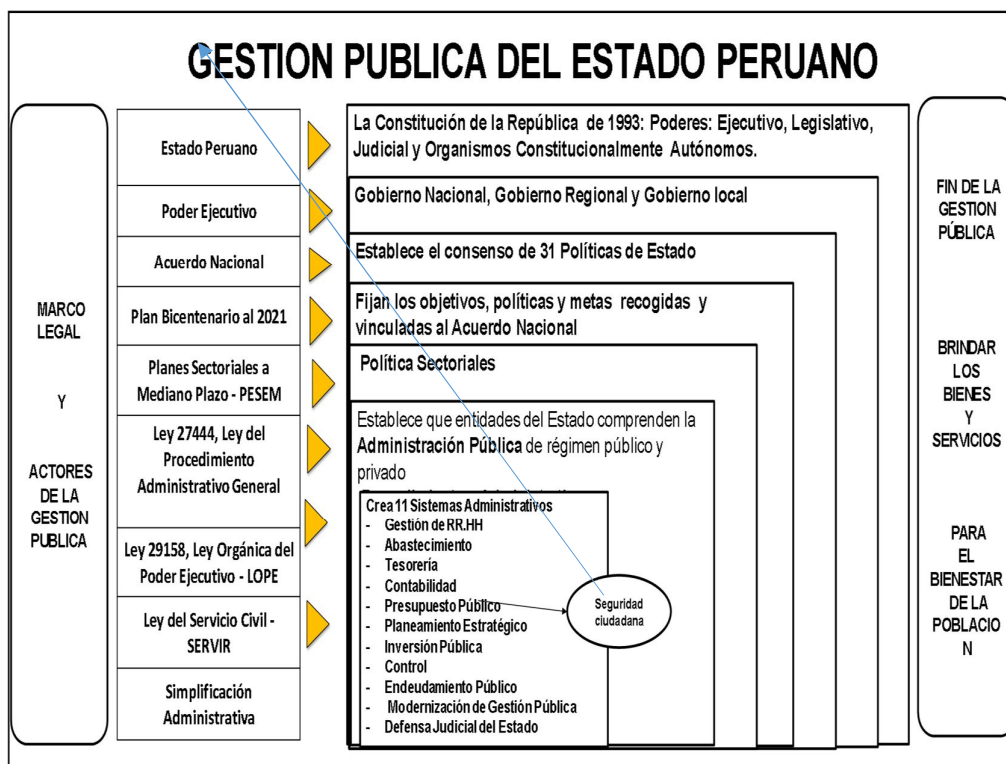 GESTION PUBLICA DEL ESTADO PERUANO
MARCO
LEGAL
Y
ACTORES
DE LA
GESTION
PUBLICA
Estado Peruano
Poder Ejecutivo
Acuerdo Nacional
Plan Bicentenario al 2021
Planes Sectoriales a
Mediano Plazo - PESEM
Ley 27444, Ley del
Procedimiento
Administrativo General
Ley 29158, Ley Orgánica del
Poder Ejecutivo - LOPE
Ley del Servicio Civil -
SERVIR
Simplificación
Administrativa
La Constitución de la República de 1993: Poderes: Ejecutivo, Legislativo,
Judicial y Organismos Constitucionalmente Autónomos.
Gobierno Nacional, Gobierno Regional y Gobierno local
Establece el consenso de 31 Políticas de Estado
Fijan los objetivos, políticas y metas recogidas y
vinculadas al Acuerdo Nacional
Política Sectoriales
Establece que entidades del Estado comprenden la
Administración Pública de régimen público y
privado
Crea 11 Sistemas Administrativos
- Gestión de RR.HH
- Abastecimiento
- Tesorería
- Contabilidad
- Presupuesto Público
- Planeamiento Estratégico
- Inversión Pública
- Control
- Endeudamiento Público
- Modernización de Gestión Pública
- Defensa Judicial del Estado
Seguridad
ciudadana
FIN DE LA
GESTION
PÚBLICA
BRINDAR
LOS
BIENES
Y
SERVICIOS
PARA
EL
BIENESTAR
DE LA
POBLACIO
N